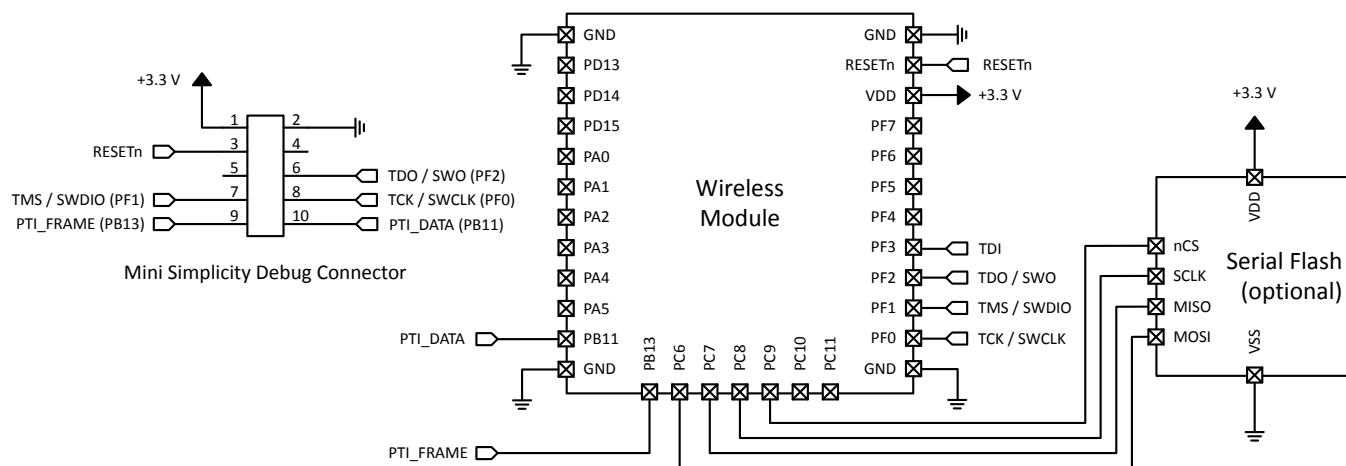 +3.3 V
1
2
RESETn
3
4
5
6
TDO / SWO (PF2)
TMS / SWDIO (PF1)
7
8
TCK / SWCLK (PF0)
PTI_FRAME (PB13)
9
10
PTI_DATA (PB11)
Mini Simplicity Debug Connector
GND
PD13
PD14
PD15
PA0
PA1
PA2
PA3
PA4
PA5
PTI_DATA
PB11
GND
Wireless
Module
GND
RESETn
RESETn
VDD
+3.3 V
PF7
PF6
PF5
PF4
PF3
TDI
PF2
TDO / SWO
PF1
TMS / SWDIO
PF0
TCK / SWCLK
GND
PB13
PC6
PC7
PC8
PC9
PC10
PC11
PTI_FRAME
+3.3 V
VDD
nCS
SCLK
MISO
MOSI
Serial Flash
(optional)
VSS